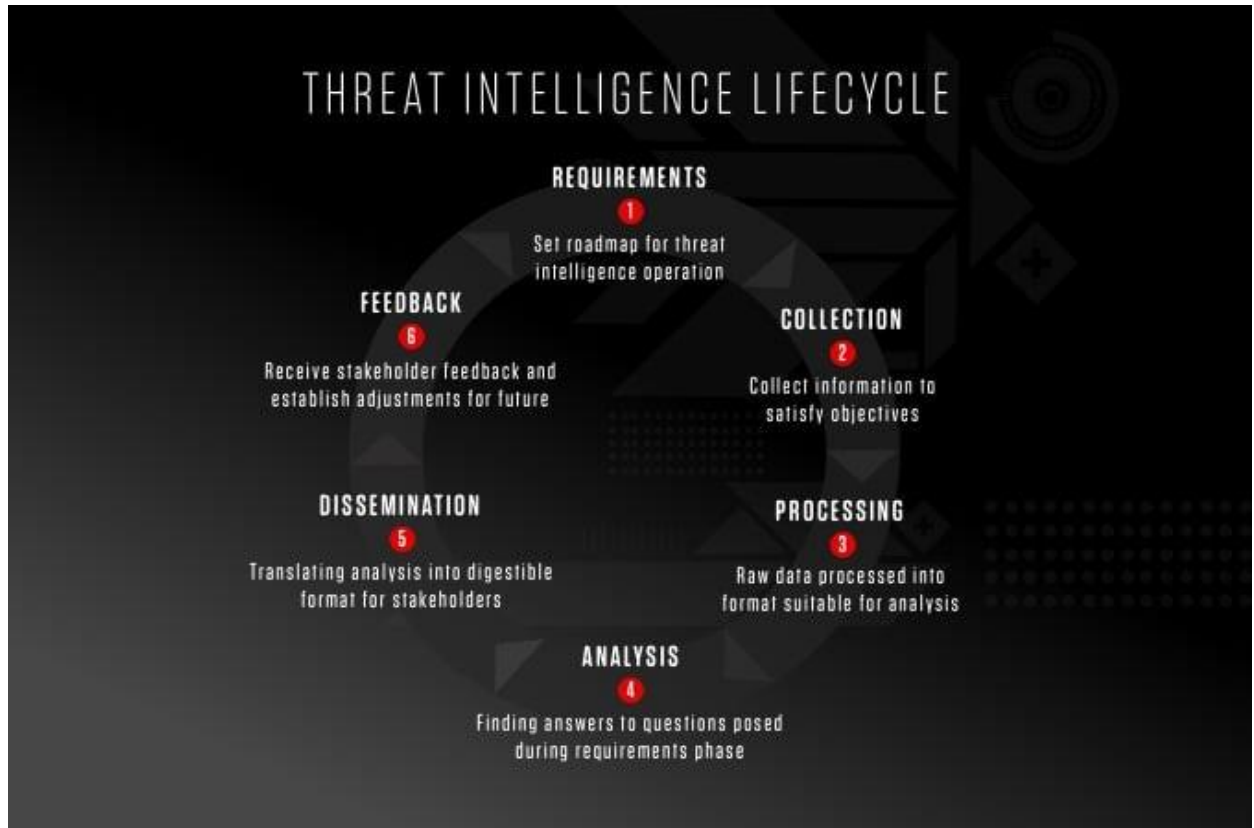 THREAT INTELLIGENCE LIFECYCLE
REQUIREMENTS
1
Set roadmap for threat
intelligence operation
COLLECTION
2
Collect information to
satisfy objectives
PROCESSING
3
Raw data processed into
format suitable for analysis
ANALYSIS
4
Finding answers to questions posed
during requirements phase
DISSEMINATION
5
Translating analysis into digestible
format for stakeholders
FEEDBACK
6
Receive stakeholder feedback and
establish adjustments for future